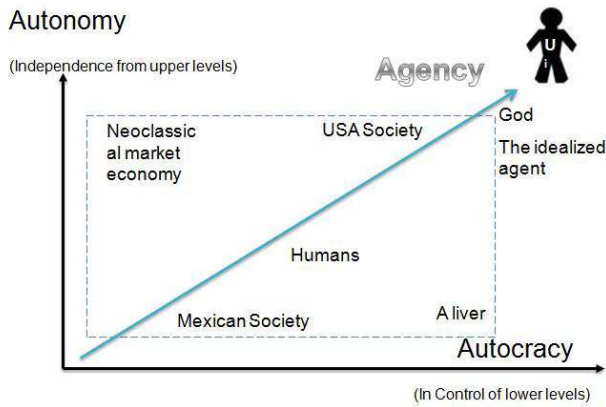 Autonomy
(Independence from upper levels)
U
i
Agency
God
Neoclassic
al market
economy
USA Society
The idealized
agent
Humans
Mexican Society
A liver
Autocracy
(In Control of lower levels)